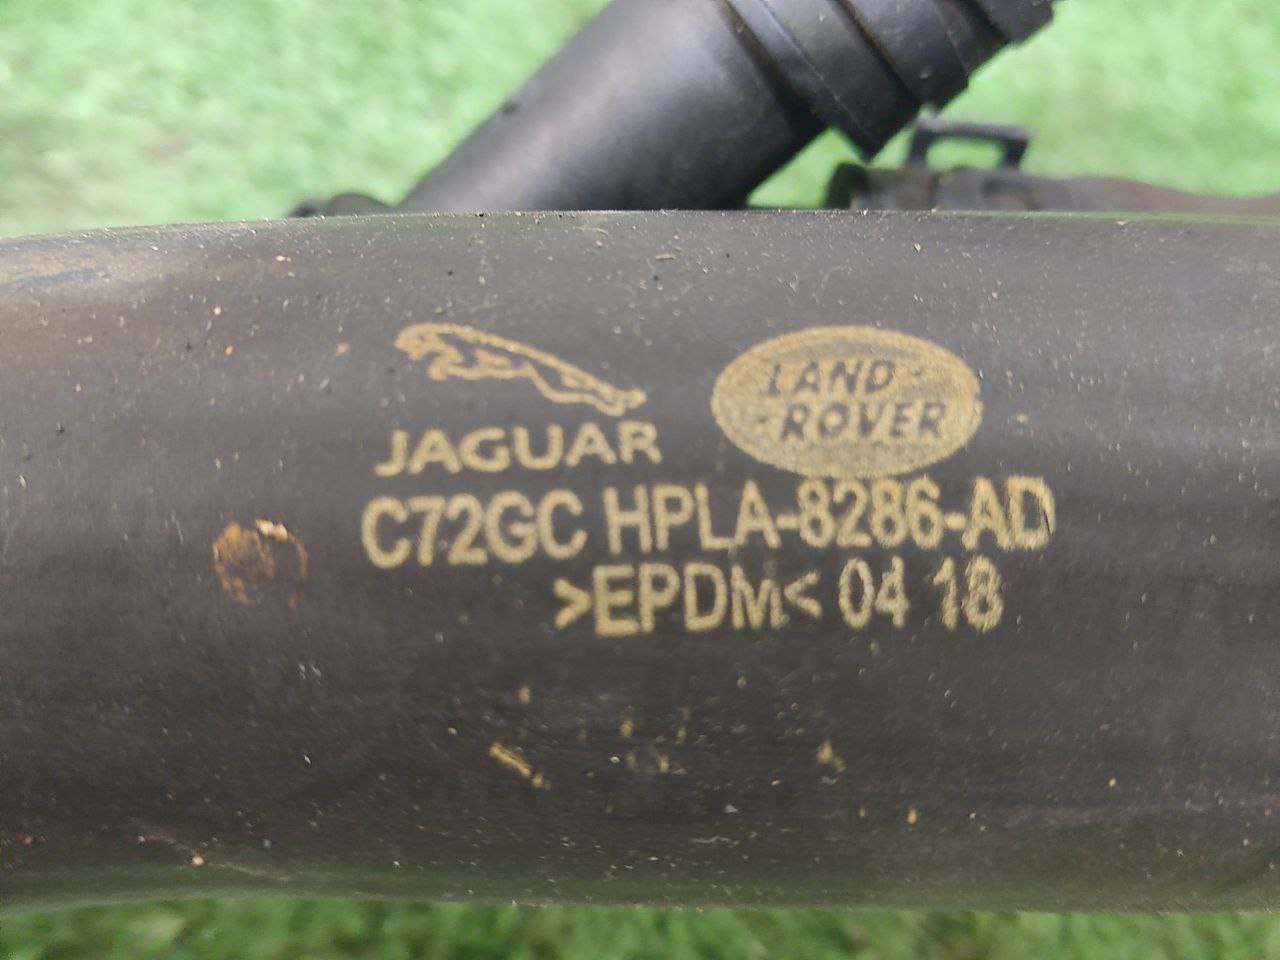 JAGUAR
LAND
ROVER
C72GC HPLA-8286-AD
>EPDM< 04 18